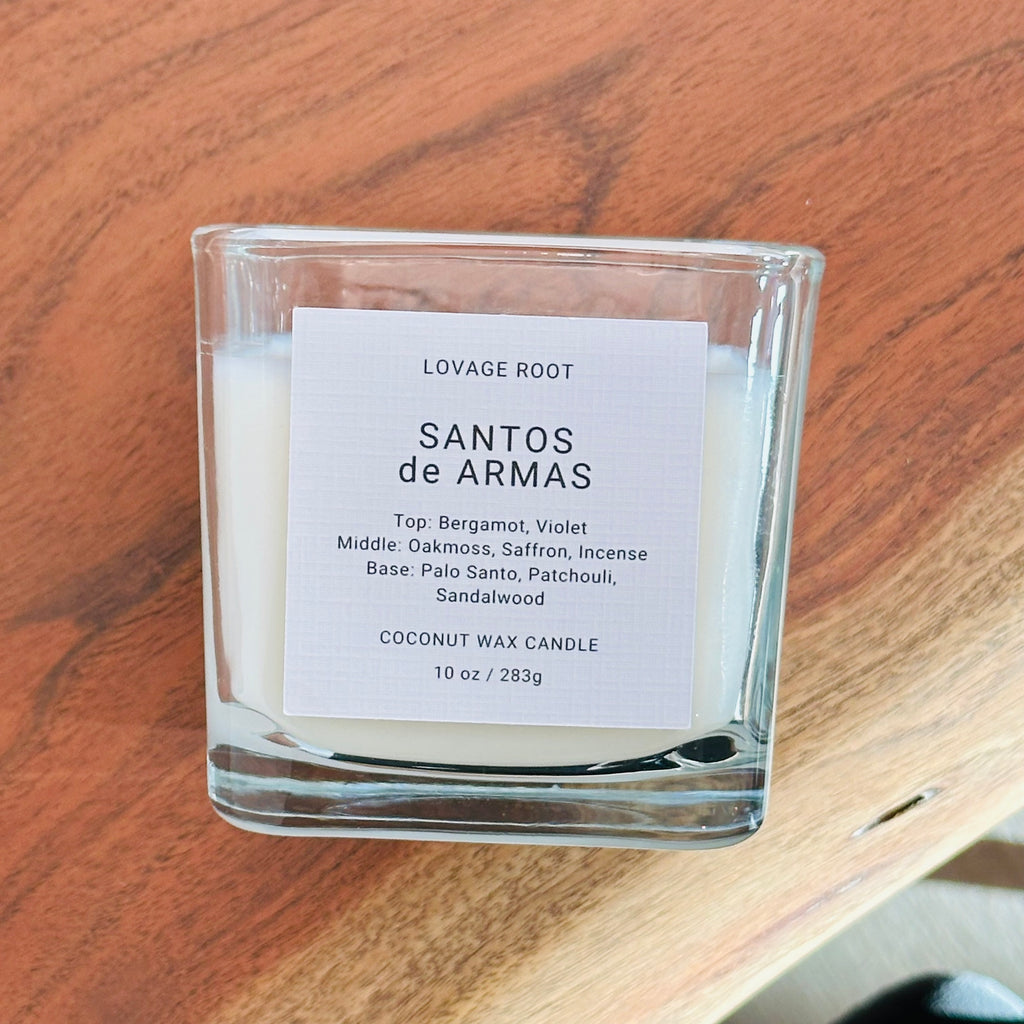 LOVAGE ROOT
SANTOS
de ARMAS
Top: Bergamot, Violet
Middle: Oakmoss, Saffron, Incense
Base: Palo Santo, Patchouli,
Sandalwood
COCONUT WAX CANDLE
10 oz / 283g